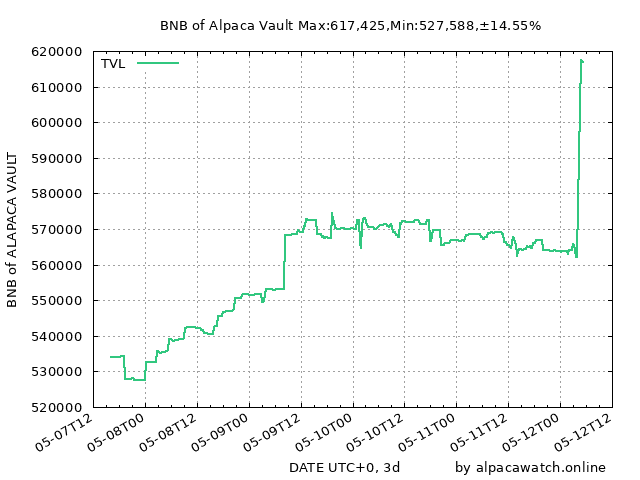 BNB of Alpaca Vault Max:617,425,Min:527,588,±14.55%
TVL
620000
610000
600000
590000
580000
570000
560000
550000
540000
530000
520000
BNB of ALAPACA VAULT
05-07T12
05-08T00
05-08T12
05-09T00
05-09T12
05-10T00
05-10T12
05-11T00
05-11T12
05-12T00
05-12T12
DATE UTC+0, 3d
by alpacawatch.online